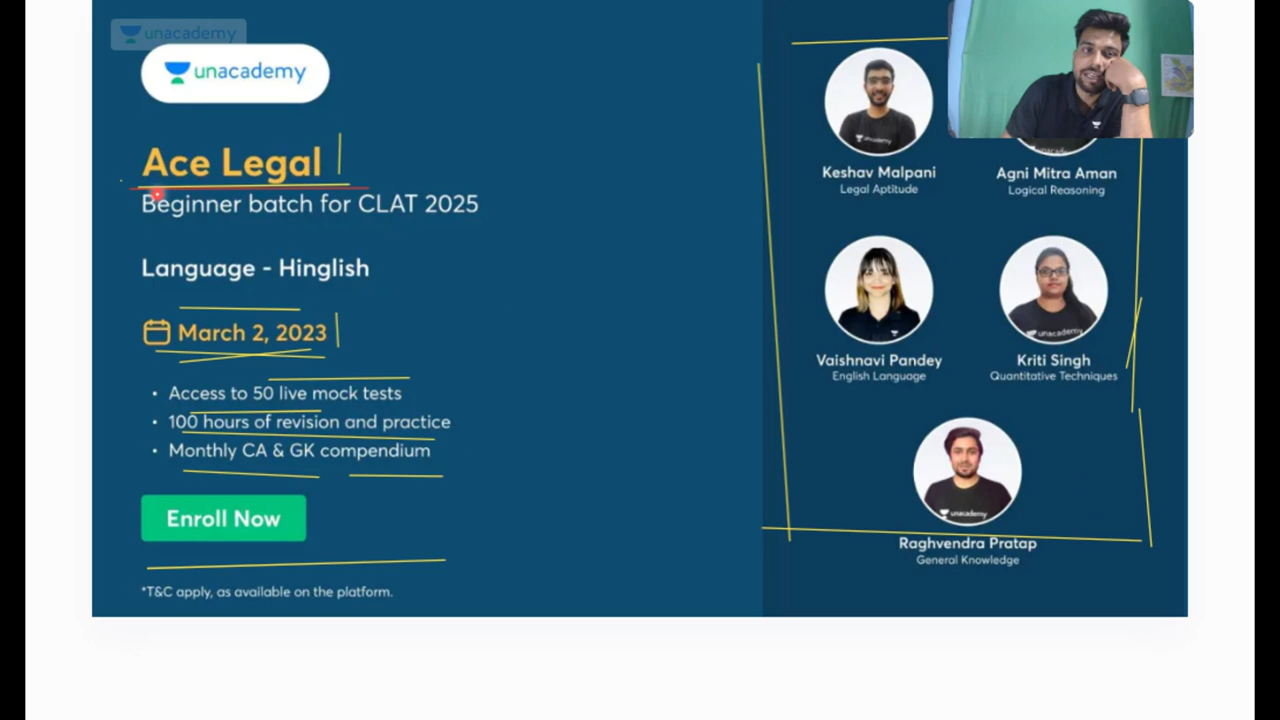 unacademy
unacademy
Ace Legal
Beginner batch for CLAT 2025
Language - Hinglish
March 2, 2023
• Access to 50 live mock tests
• 100 hours of revision and practice
• Monthly CA & GK compendium
Enroll Now
*T&C apply, as available on the platform.
unacademy
Keshav Malpani
Legal Aptitude
Agni Mitra Aman
Logical Reasoning
Vaishnavi Pandey
English Language
unacademy
Kriti Singh
Quantitative Techniques
unacademy
Raghvendra Pratap
General Knowledge